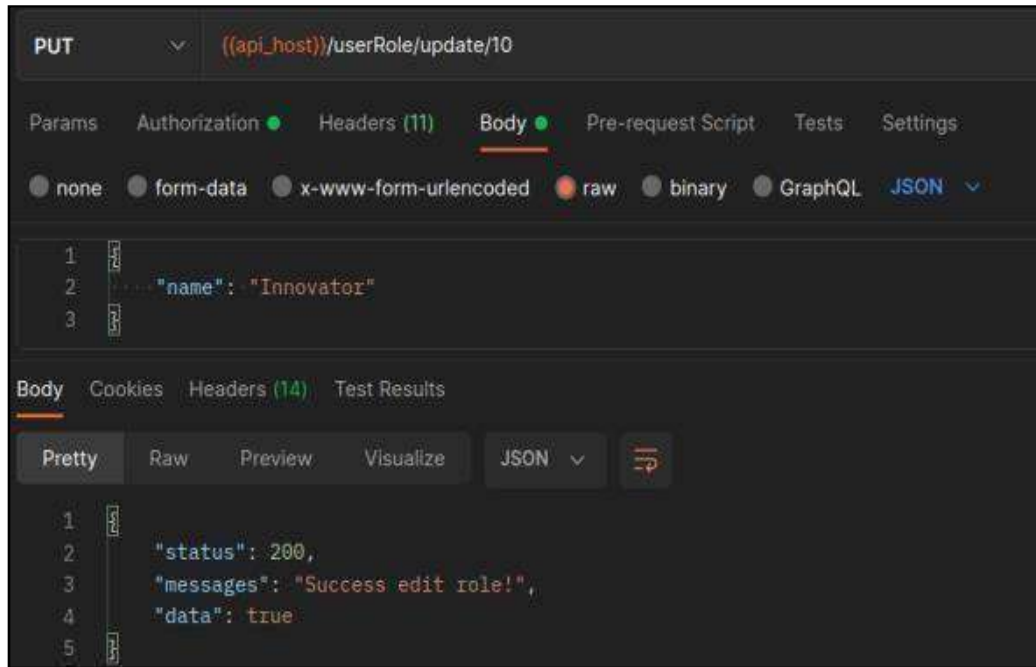 PUT {{api_host}}/userRole/update/10
Params Authorization Headers (11) Body Pre-request Script Tests Settings
none form-data x-www-form-urlencoded raw binary GraphQL JSON
1 {
2 "name": "Innovator"
3 }
Body Cookies Headers (14) Test Results
Pretty Raw Preview Visualize JSON
1 {
2 "status": 200,
3 "messages": "Success edit role!",
4 "data": true
5 }